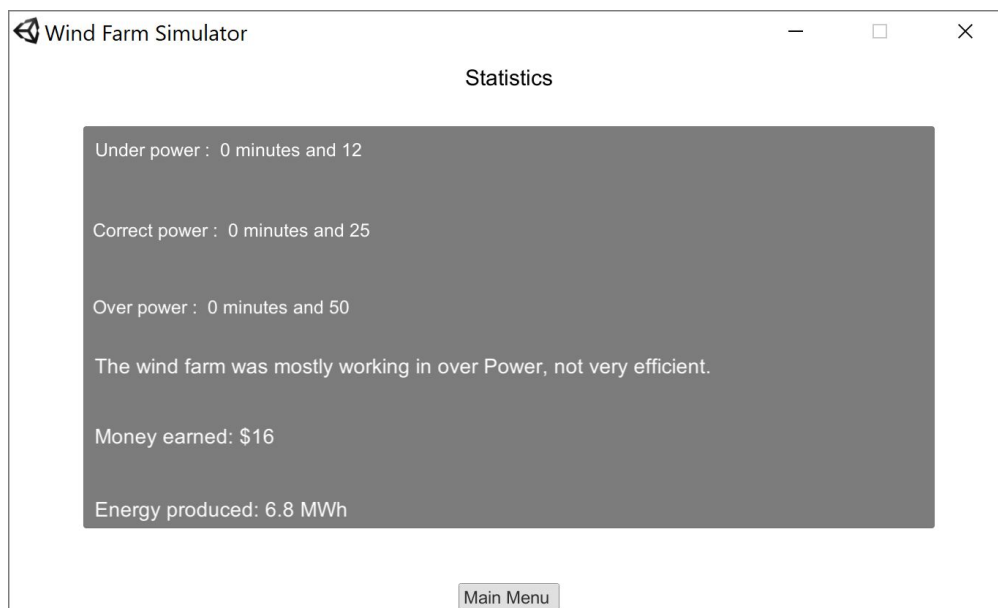 Wind Farm Simulator
Statistics
Under power :  0 minutes and 12
Correct power :  0 minutes and 25
Over power :  0 minutes and 50
The wind farm was mostly working in over Power, not very efficient.
Money earned: $16
Energy produced: 6.8 MWh
Main Menu